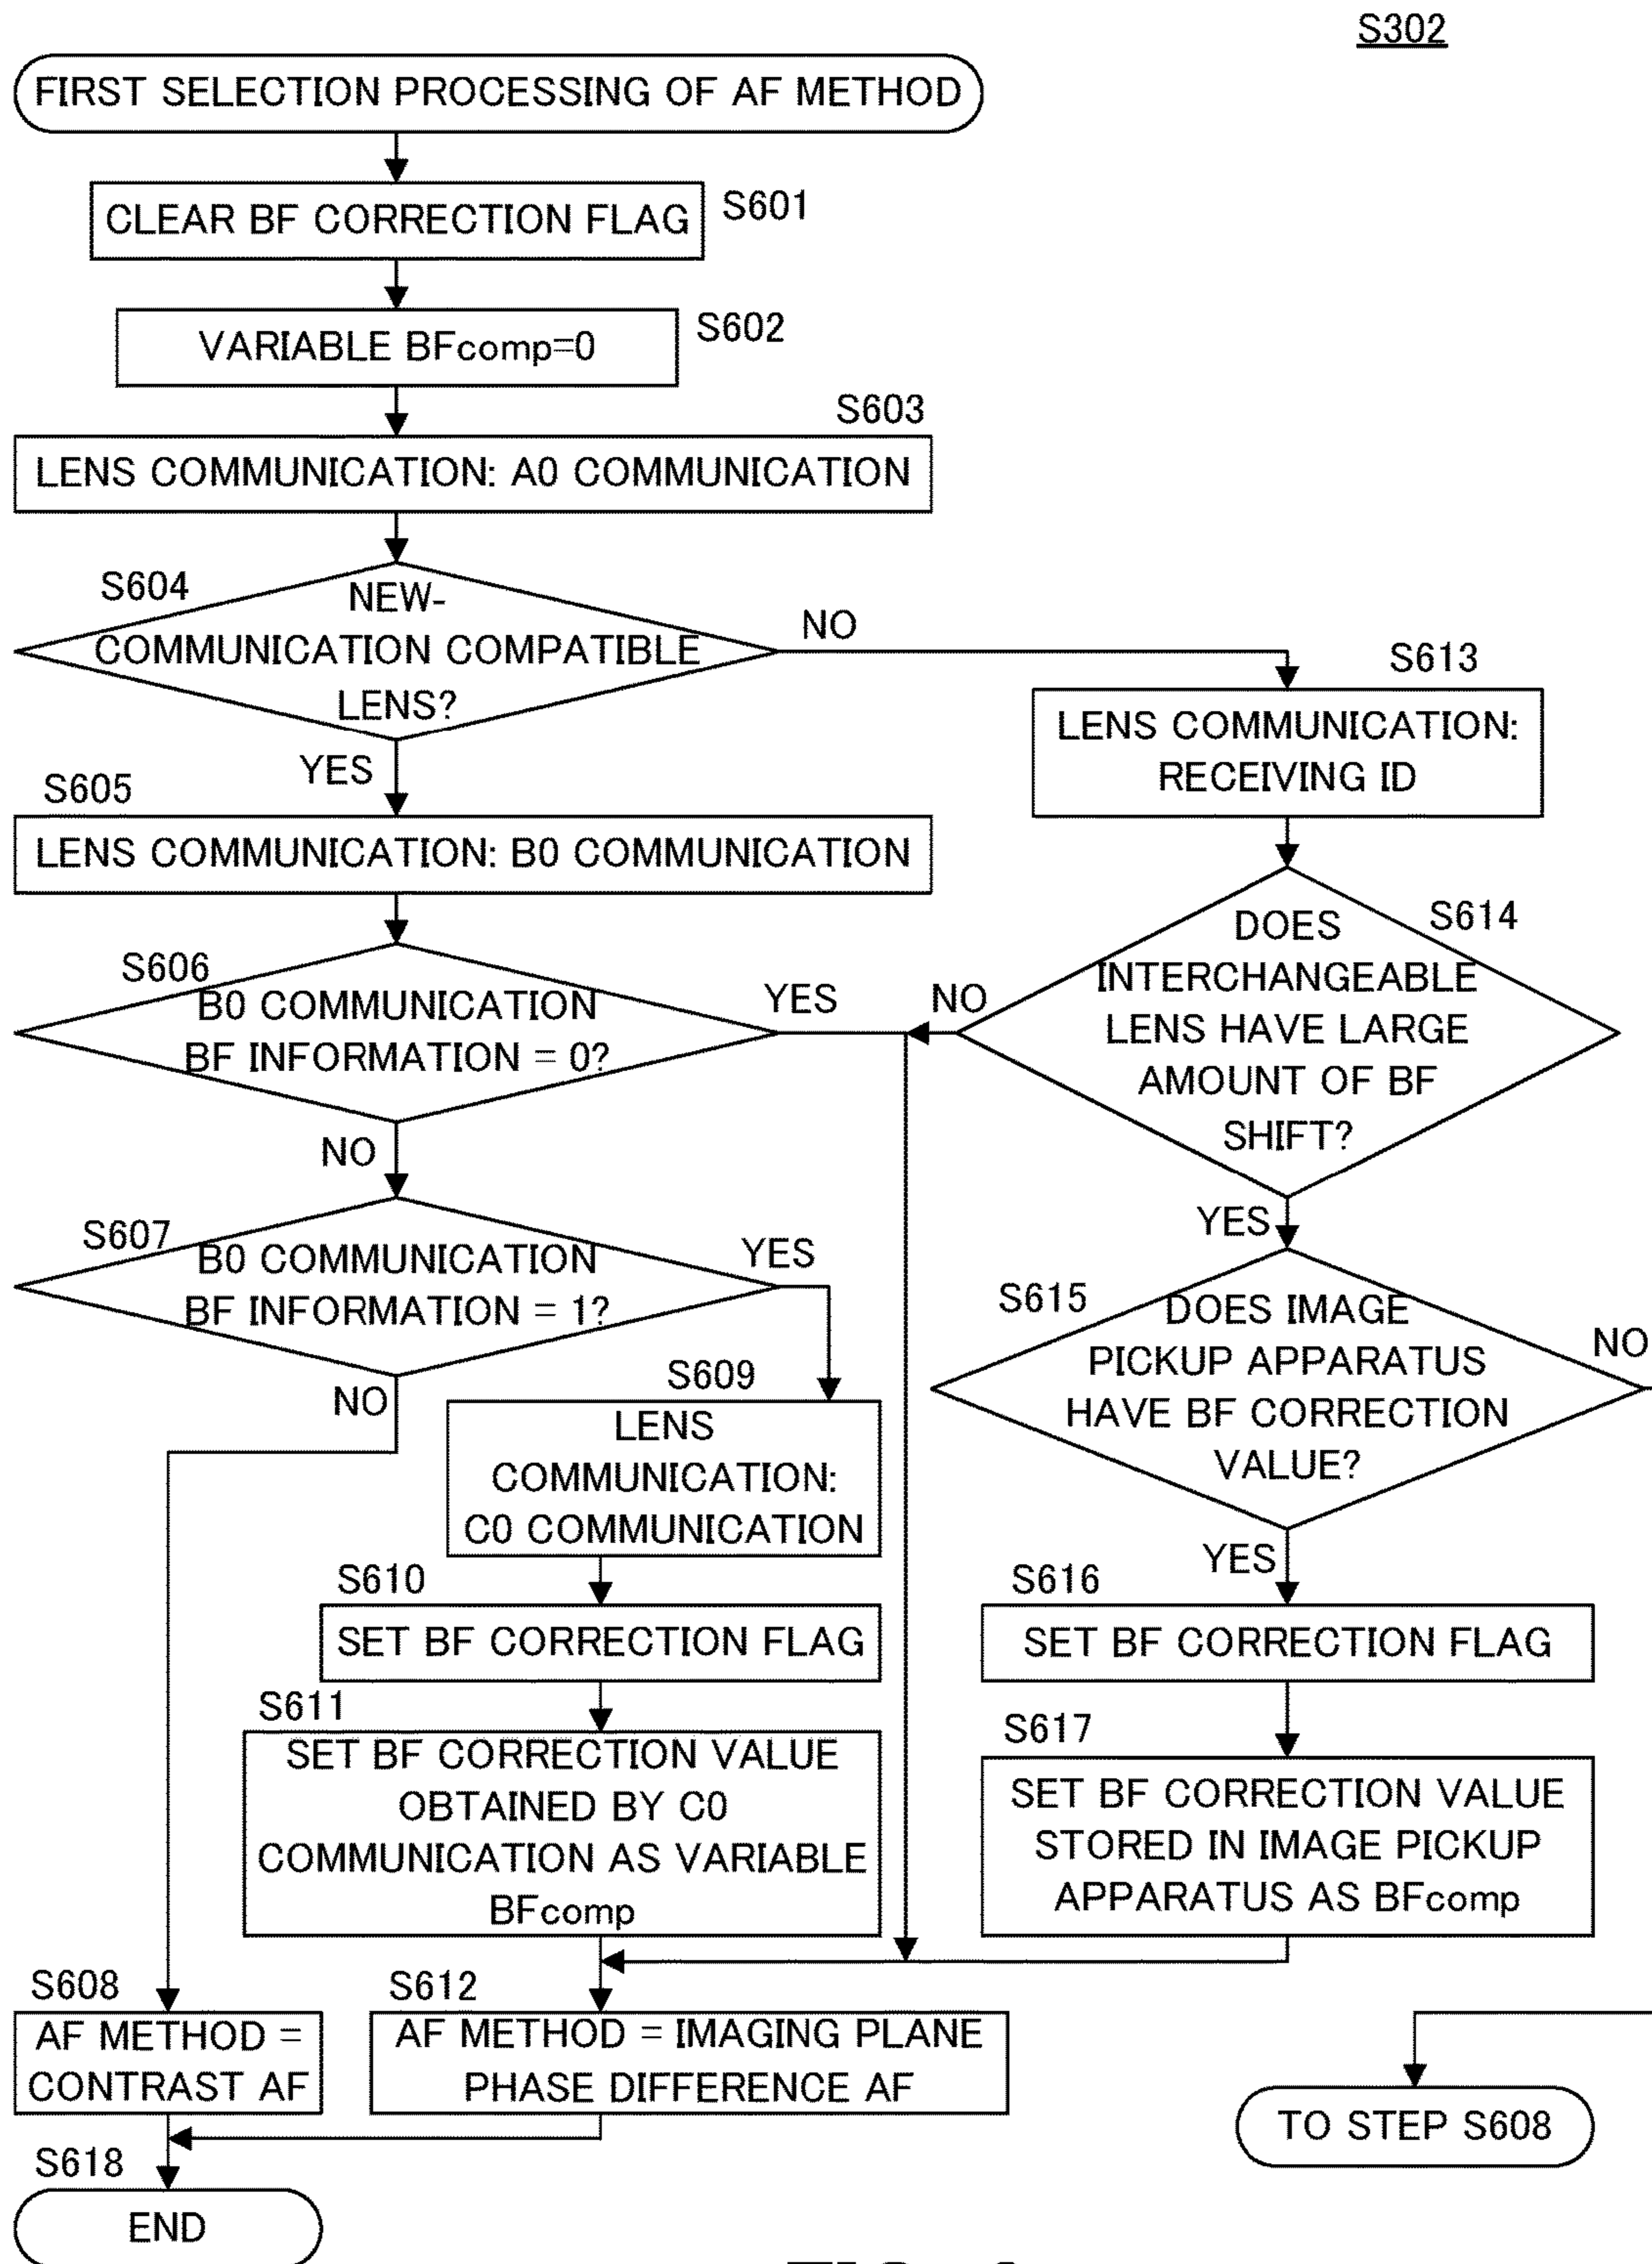 S302
FIRST SELECTION PROCESSING OF AF METHOD
CLEAR BF CORRECTION FLAG
S601
VARIABLE BFcomp=0
S602
S603
LENS COMMUNICATION: A0 COMMUNICATION
S604
NEW-
COMMUNICATION COMPATIBLE
LENS?
NO
YES
S613
LENS COMMUNICATION:
RECEIVING ID
S605
LENS COMMUNICATION: B0 COMMUNICATION
S614
DOES
INTERCHANGEABLE
LENS HAVE LARGE
AMOUNT OF BF
SHIFT?
NO
YES
S606
B0 COMMUNICATION
BF INFORMATION = 0?
YES
NO
S607
B0 COMMUNICATION
BF INFORMATION = 1?
YES
NO
S615
DOES IMAGE
PICKUP APPARATUS
HAVE BF CORRECTION
VALUE?
NO
YES
S609
LENS
COMMUNICATION:
C0 COMMUNICATION
S610
SET BF CORRECTION FLAG
S616
SET BF CORRECTION FLAG
S611
SET BF CORRECTION VALUE
OBTAINED BY C0
COMMUNICATION AS VARIABLE
BFcomp
S617
SET BF CORRECTION VALUE
STORED IN IMAGE PICKUP
APPARATUS AS BFcomp
S608
AF METHOD =
CONTRAST AF
S612
AF METHOD = IMAGING PLANE
PHASE DIFFERENCE AF
TO STEP S608
S618
END